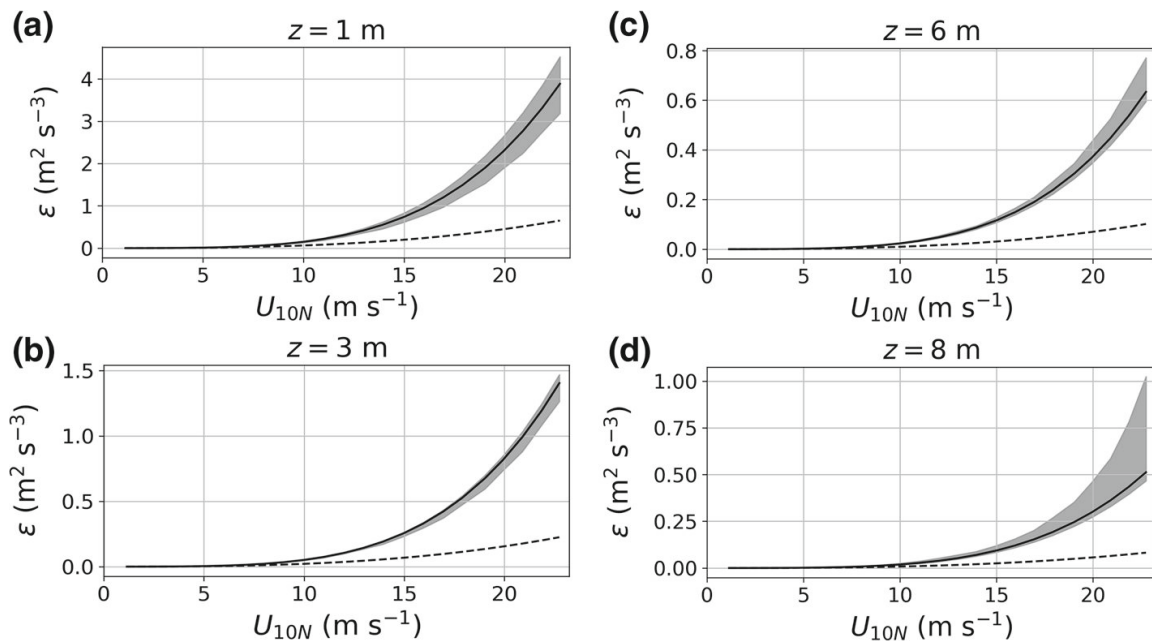 (a)
z = 1 m
4
3
2
1
0
ε (m² s⁻³)
0 5 10 15 20
U₁₀N (m s⁻¹)
(b)
z = 3 m
1.5
1.0
0.5
0.0
ε (m² s⁻³)
0 5 10 15 20
U₁₀N (m s⁻¹)
(c)
z = 6 m
0.8
0.6
0.4
0.2
0.0
ε (m² s⁻³)
0 5 10 15 20
U₁₀N (m s⁻¹)
(d)
z = 8 m
1.00
0.75
0.50
0.25
0.00
ε (m² s⁻³)
0 5 10 15 20
U₁₀N (m s⁻¹)